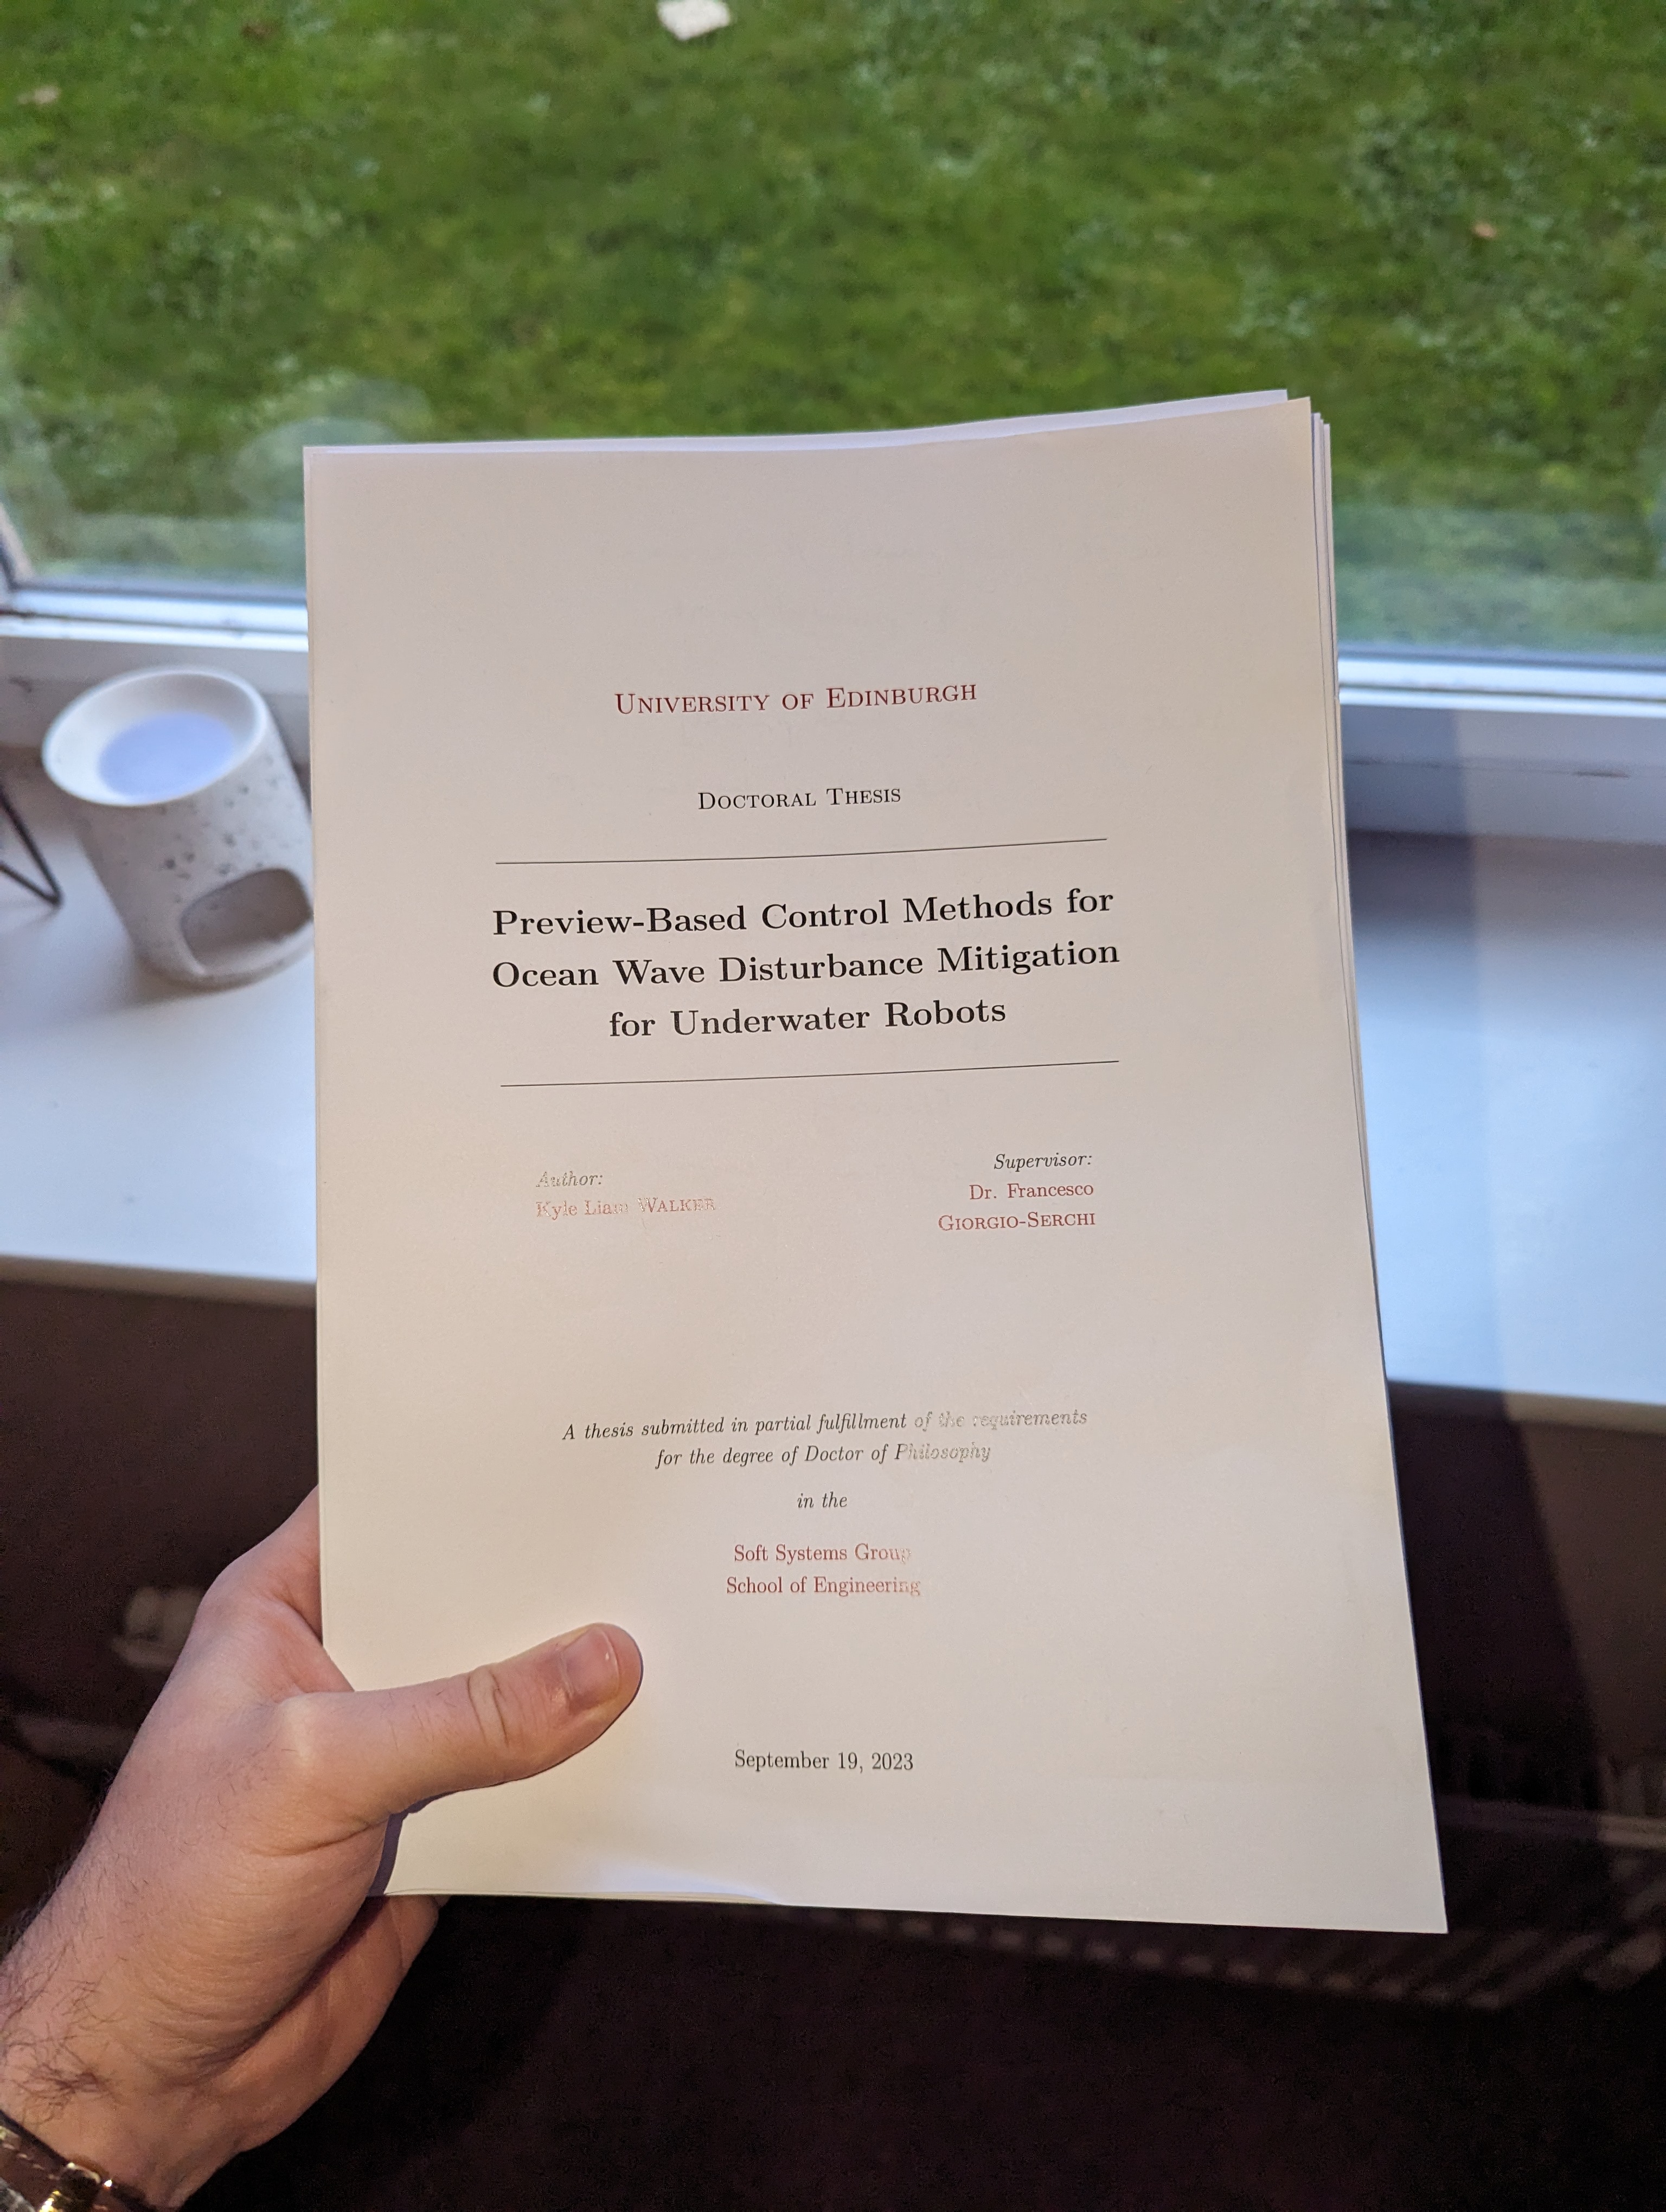 University of Edinburgh
Doctoral Thesis
Preview-Based Control Methods for
Ocean Wave Disturbance Mitigation
for Underwater Robots
Author:
Kyle Liam Walker
Supervisor:
Dr. Francesco
Giorgio-Serchi
A thesis submitted in partial fulfillment of the requirements
for the degree of Doctor of Philosophy
in the
Soft Systems Group
School of Engineering
September 19, 2023